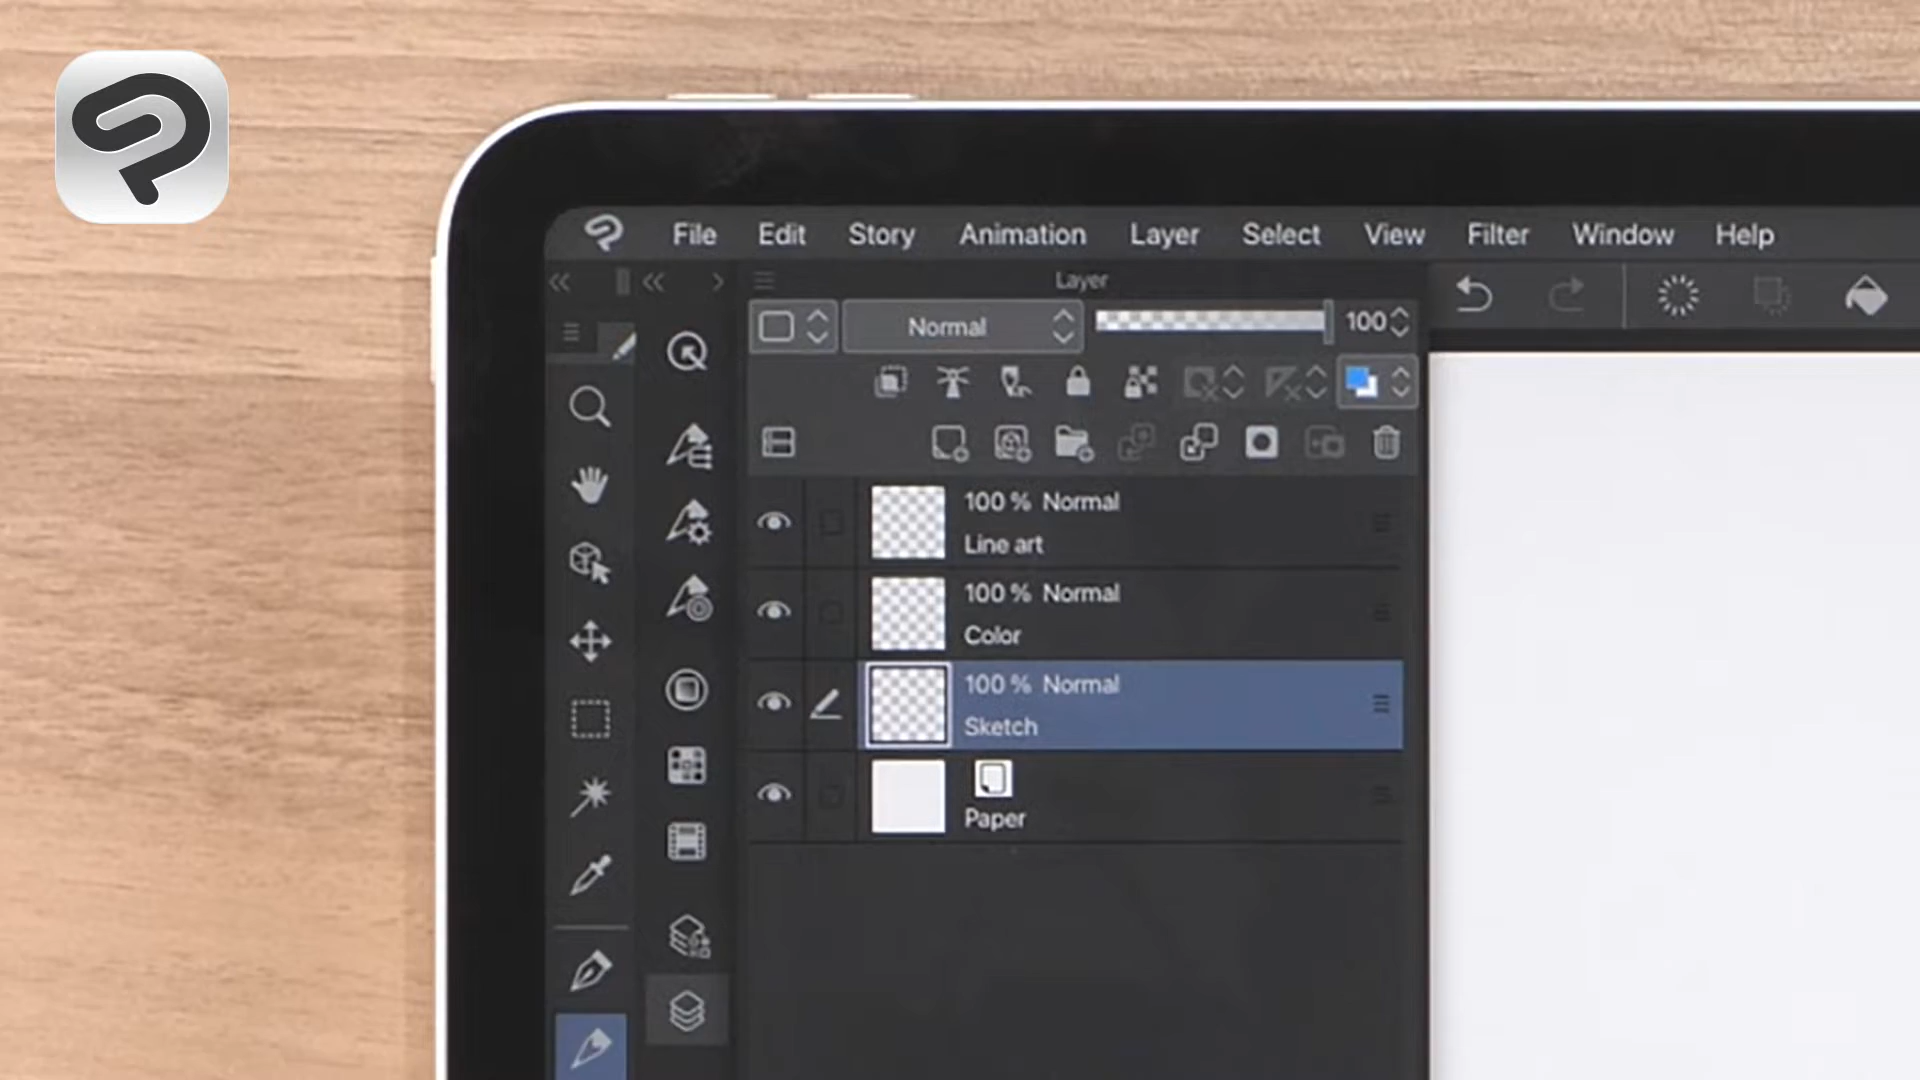 File Edit Story Animation Layer Select View Filter Window Help
Layer
Normal 100
100 % Normal
Line art
100 % Normal
Color
100 % Normal
Sketch
Paper